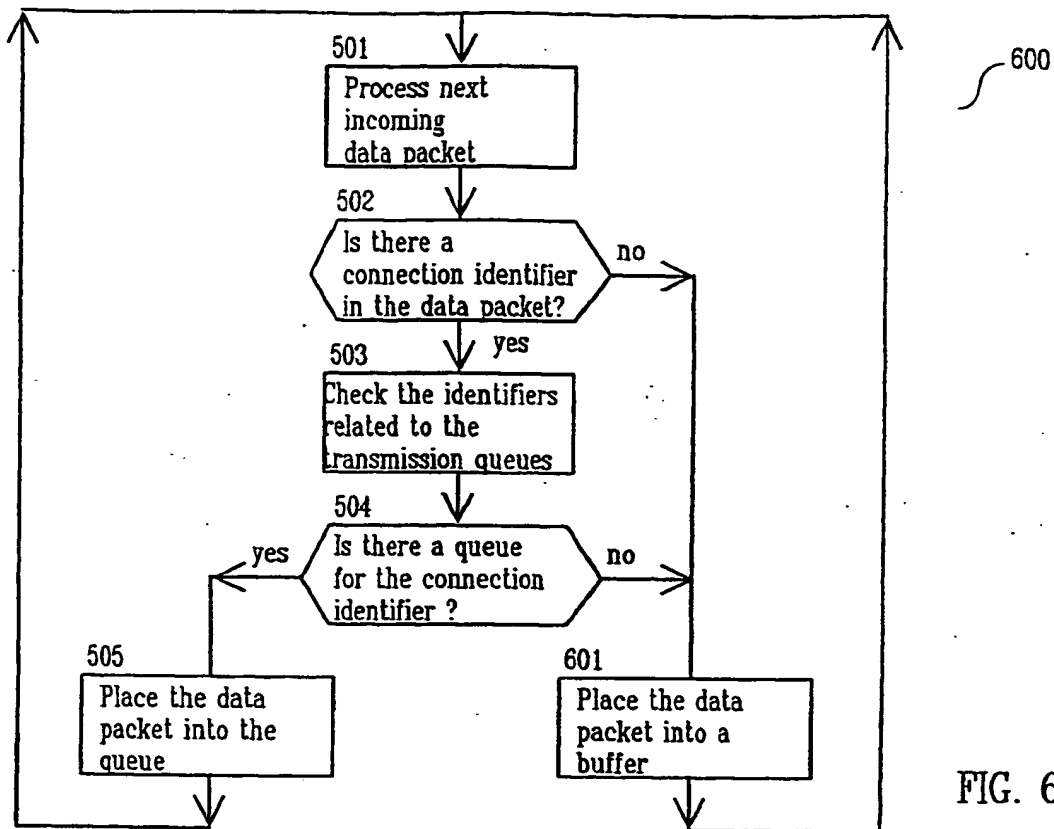 501
600
Process next
incoming
data packet
502
Is there a
connection identifier
in the data packet?
no
yes
503
Check the identifiers
related to the
transmission queues
504
yes
Is there a queue
for the connection
identifier ?
no
505
Place the data
packet into the
queue
601
Place the data
packet into a
buffer
FIG. 6